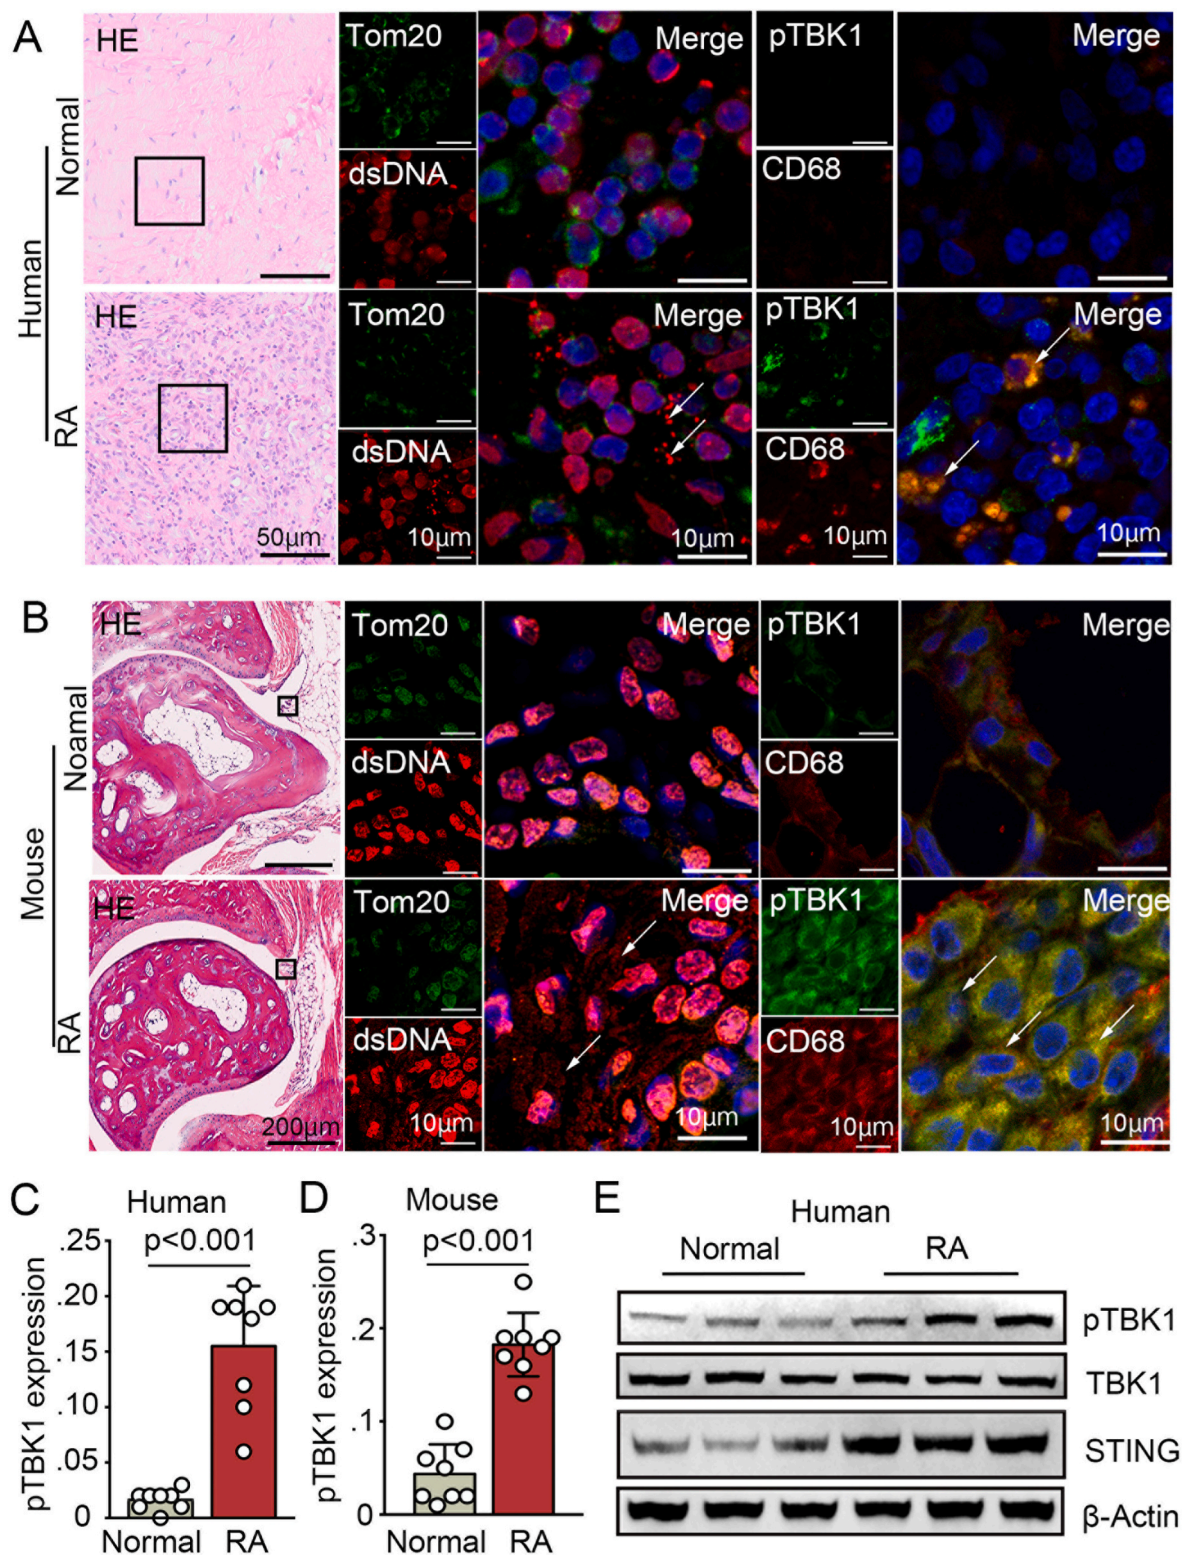 A
HE
Tom20
Merge
pTBK1
Merge
dsDNA
CD68
Normal
Human
HE
Tom20
Merge
pTBK1
Merge
dsDNA
CD68
RA
50µm
10µm
10µm
10µm
10µm
B
HE
Tom20
Merge
pTBK1
Merge
dsDNA
CD68
Noamal
Mouse
HE
Tom20
Merge
pTBK1
Merge
dsDNA
CD68
RA
200µm
10µm
10µm
10µm
10µm
C
Human
p<0.001
pTBK1 expression
.25
.20
.15
.10
.05
0
Normal
RA
D
Mouse
p<0.001
pTBK1 expression
.3
.2
.1
0
Normal
RA
E
Human
Normal
RA
pTBK1
TBK1
STING
β-Actin